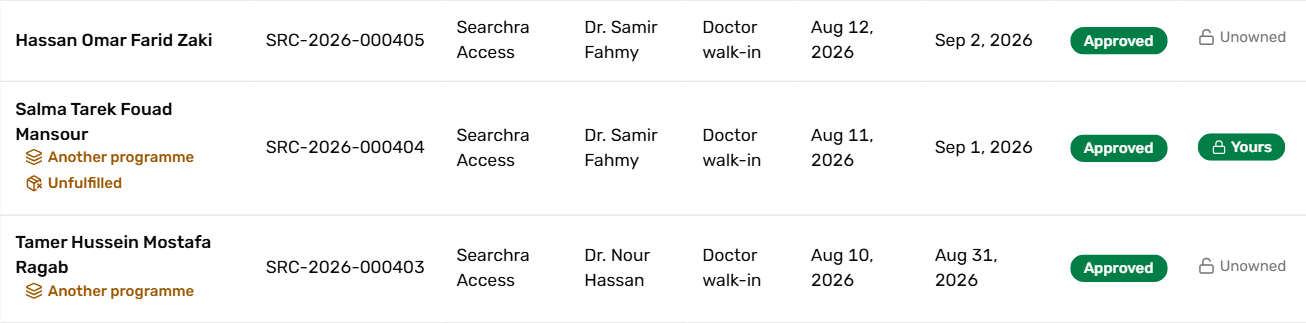 Hassan Omar Farid Zaki
SRC-2026-000405
Searchra
Access
Dr. Samir
Fahmy
Doctor
walk-in
Aug 12,
2026
Sep 2, 2026
Approved
Unowned
Salma Tarek Fouad
Mansour
Another programme
Unfulfilled
SRC-2026-000404
Searchra
Access
Dr. Samir
Fahmy
Doctor
walk-in
Aug 11,
2026
Sep 1, 2026
Approved
Yours
Tamer Hussein Mostafa
Ragab
Another programme
SRC-2026-000403
Searchra
Access
Dr. Nour
Hassan
Doctor
walk-in
Aug 10,
2026
Aug 31,
2026
Approved
Unowned